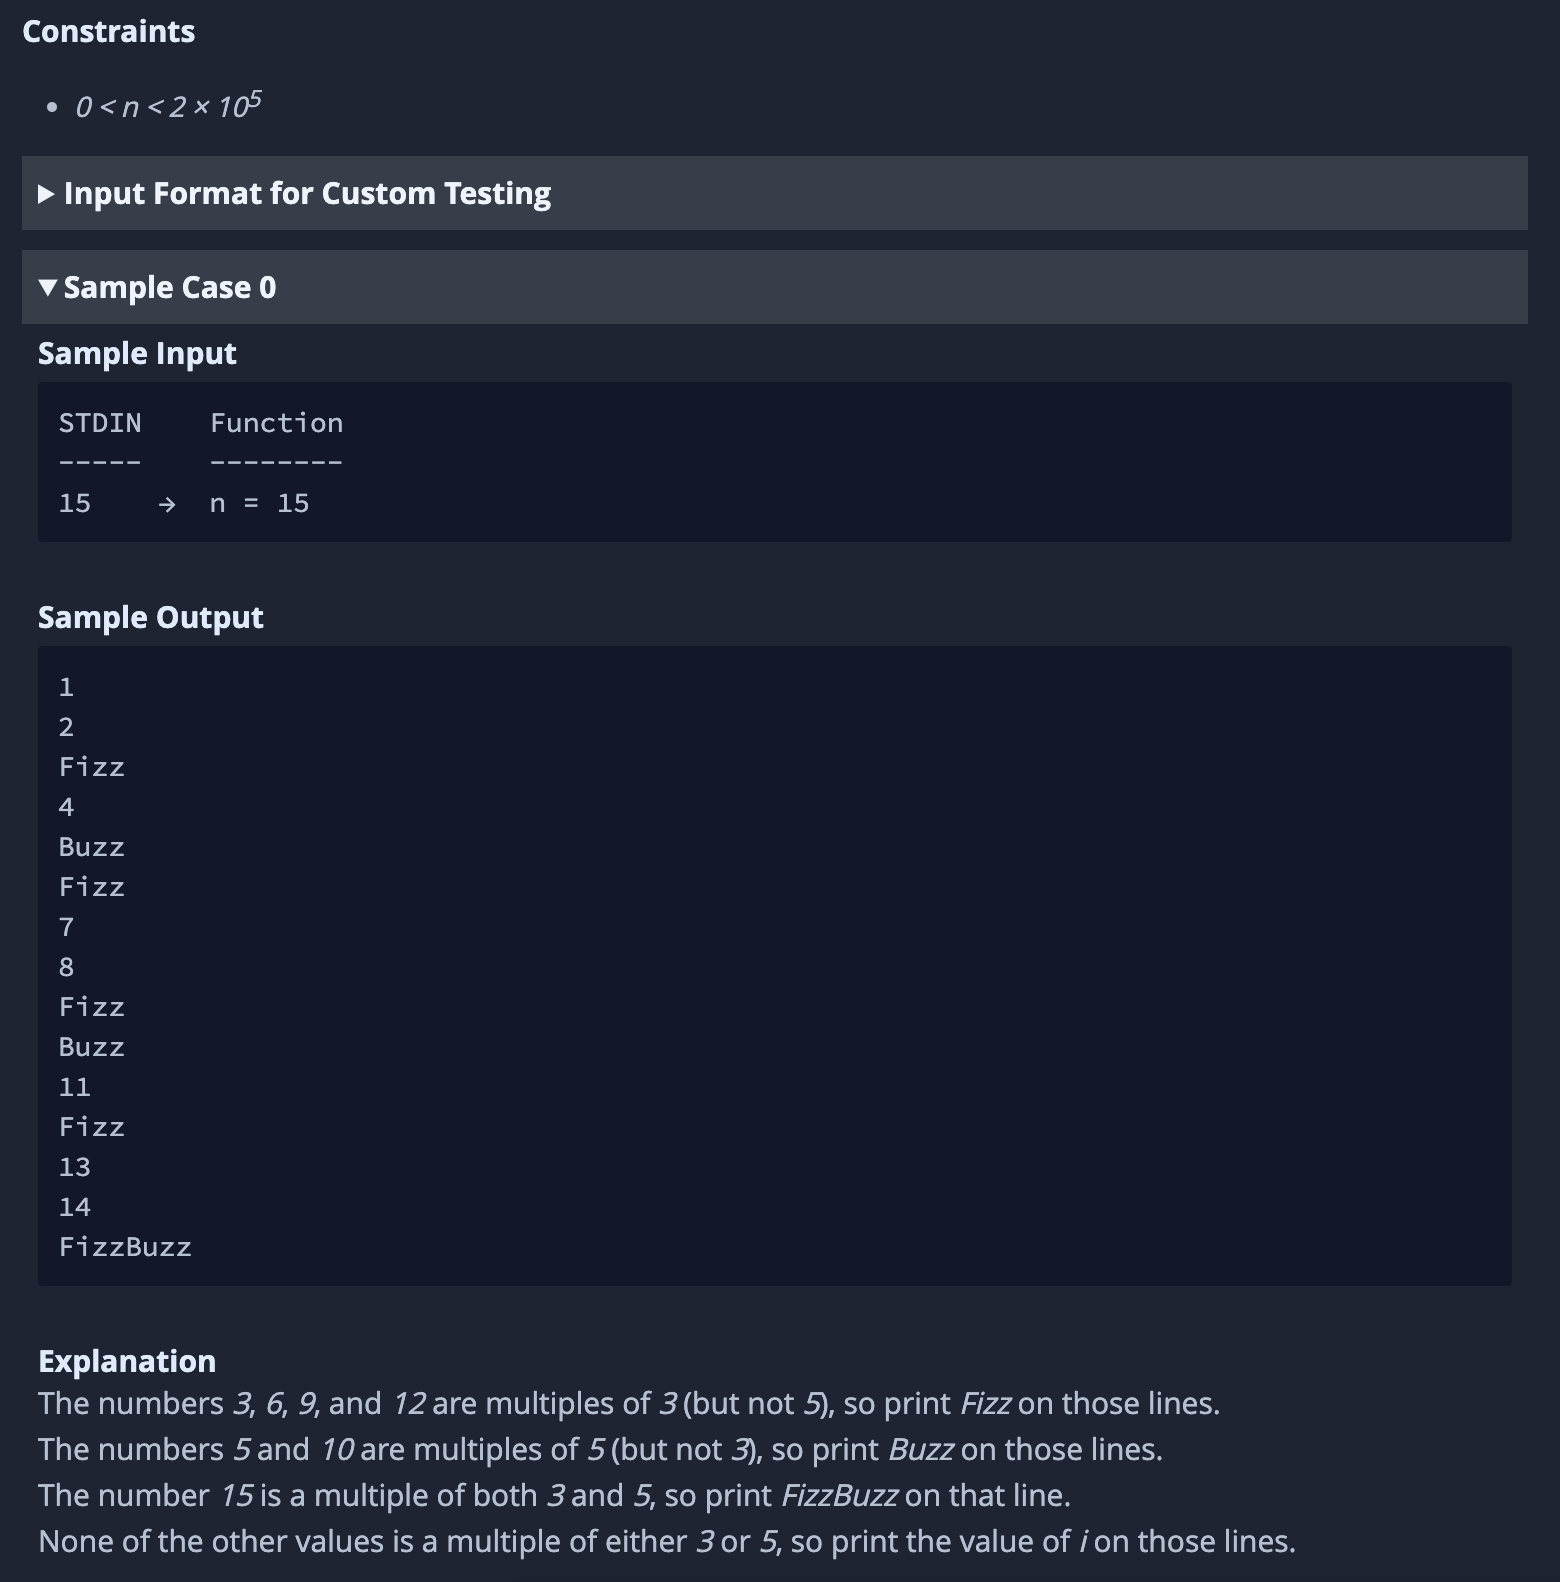 Constraints
• 0 < n < 2 × 10⁵
▶ Input Format for Custom Testing
▼ Sample Case 0
Sample Input
STDIN    Function
-----    --------
15    →  n = 15
Sample Output
1
2
Fizz
4
Buzz
Fizz
7
8
Fizz
Buzz
11
Fizz
13
14
FizzBuzz
Explanation
The numbers 3, 6, 9, and 12 are multiples of 3 (but not 5), so print Fizz on those lines.
The numbers 5 and 10 are multiples of 5 (but not 3), so print Buzz on those lines.
The number 15 is a multiple of both 3 and 5, so print FizzBuzz on that line.
None of the other values is a multiple of either 3 or 5, so print the value of i on those lines.